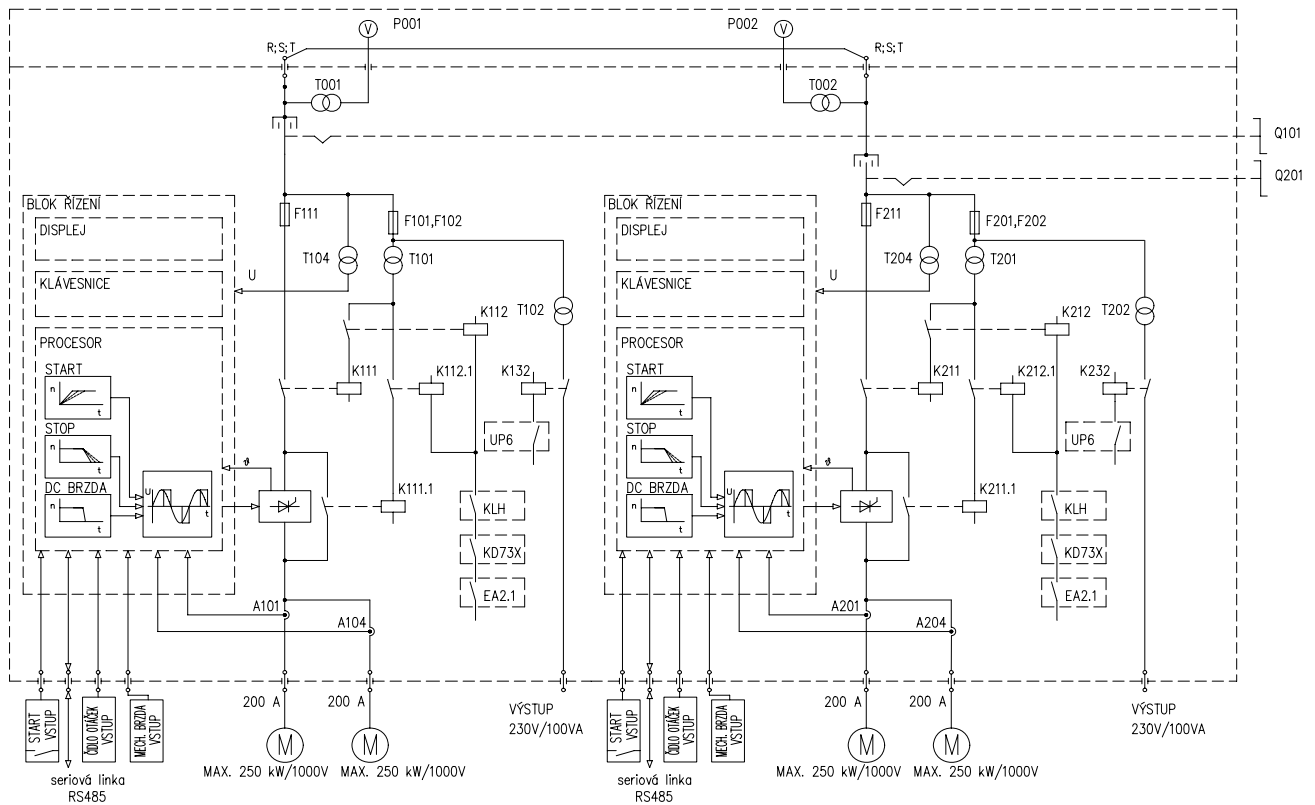 P001
P002
V
V
R;S;T
R;S;T
T001
T002
Q101
Q201
BLOK ŘÍZENÍ
DISPLEJ
KLÁVESNICE
PROCESOR
START
n
t
STOP
n
t
DC BRZDA
n
t
U
t
U
ϑ
F111
F101,F102
T104
T101
T102
K112
K111
K112.1
K132
UP6
K111.1
KLH
KD73X
EA2.1
A101
A104
START
VSTUP
ČIDLO OTÁČEK
VSTUP
MECH. BRZDA
VSTUP
seriová linka
RS485
200 A
200 A
M
M
MAX. 250 kW/1000V
MAX. 250 kW/1000V
VÝSTUP
230V/100VA
BLOK ŘÍZENÍ
DISPLEJ
KLÁVESNICE
PROCESOR
START
n
t
STOP
n
t
DC BRZDA
n
t
U
t
U
ϑ
F211
F201,F202
T204
T201
T202
K212
K211
K212.1
K232
UP6
K211.1
KLH
KD73X
EA2.1
A201
A204
START
VSTUP
ČIDLO OTÁČEK
VSTUP
MECH. BRZDA
VSTUP
seriová linka
RS485
200 A
200 A
M
M
MAX. 250 kW/1000V
MAX. 250 kW/1000V
VÝSTUP
230V/100VA